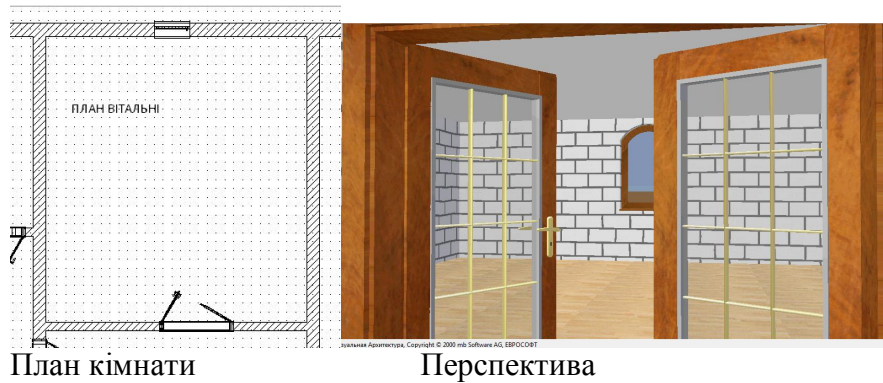 ПЛАН ВІТАЛЬНІ
зуальная Архитектура, Copyright © 2000 mb Software AG, ЕВРОСОФТ
План кімнати
Перспектива